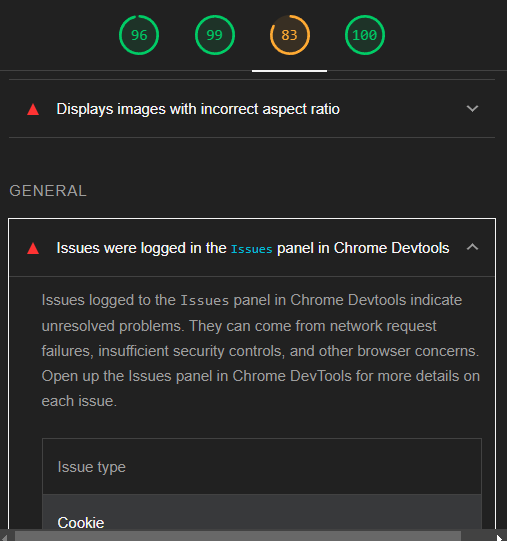 96 99 83 100
Displays images with incorrect aspect ratio
GENERAL
Issues were logged in the Issues panel in Chrome Devtools
Issues logged to the Issues panel in Chrome Devtools indicate
unresolved problems. They can come from network request
failures, insufficient security controls, and other browser concerns.
Open up the Issues panel in Chrome DevTools for more details on
each issue.
Issue type
Cookie